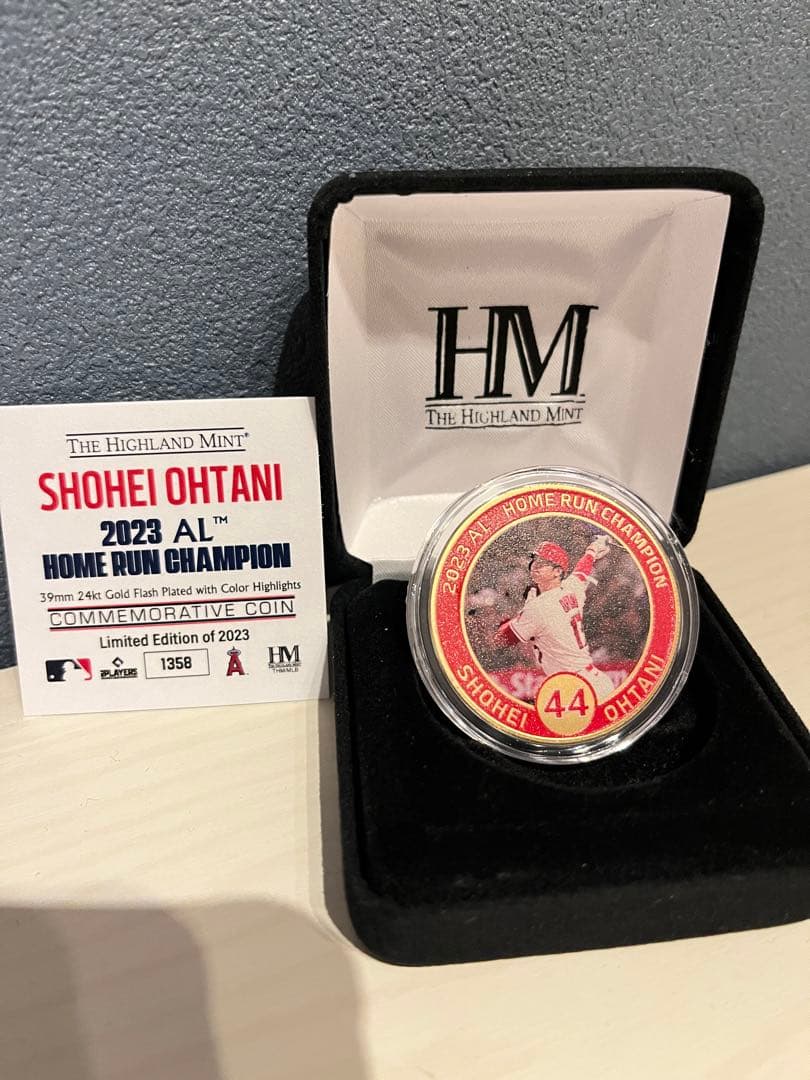 THE HIGHLAND MINT®
SHOHEI OHTANI
2023 AL™
HOME RUN CHAMPION
39mm 24kt Gold Flash Plated with Color Highlights
COMMEMORATIVE COIN
Limited Edition of 2023
PLAYERS
1358
A
HM
HM
THE HIGHLAND MINT
2023 AL HOME RUN CHAMPION
SHOHEI 44 OHTANI